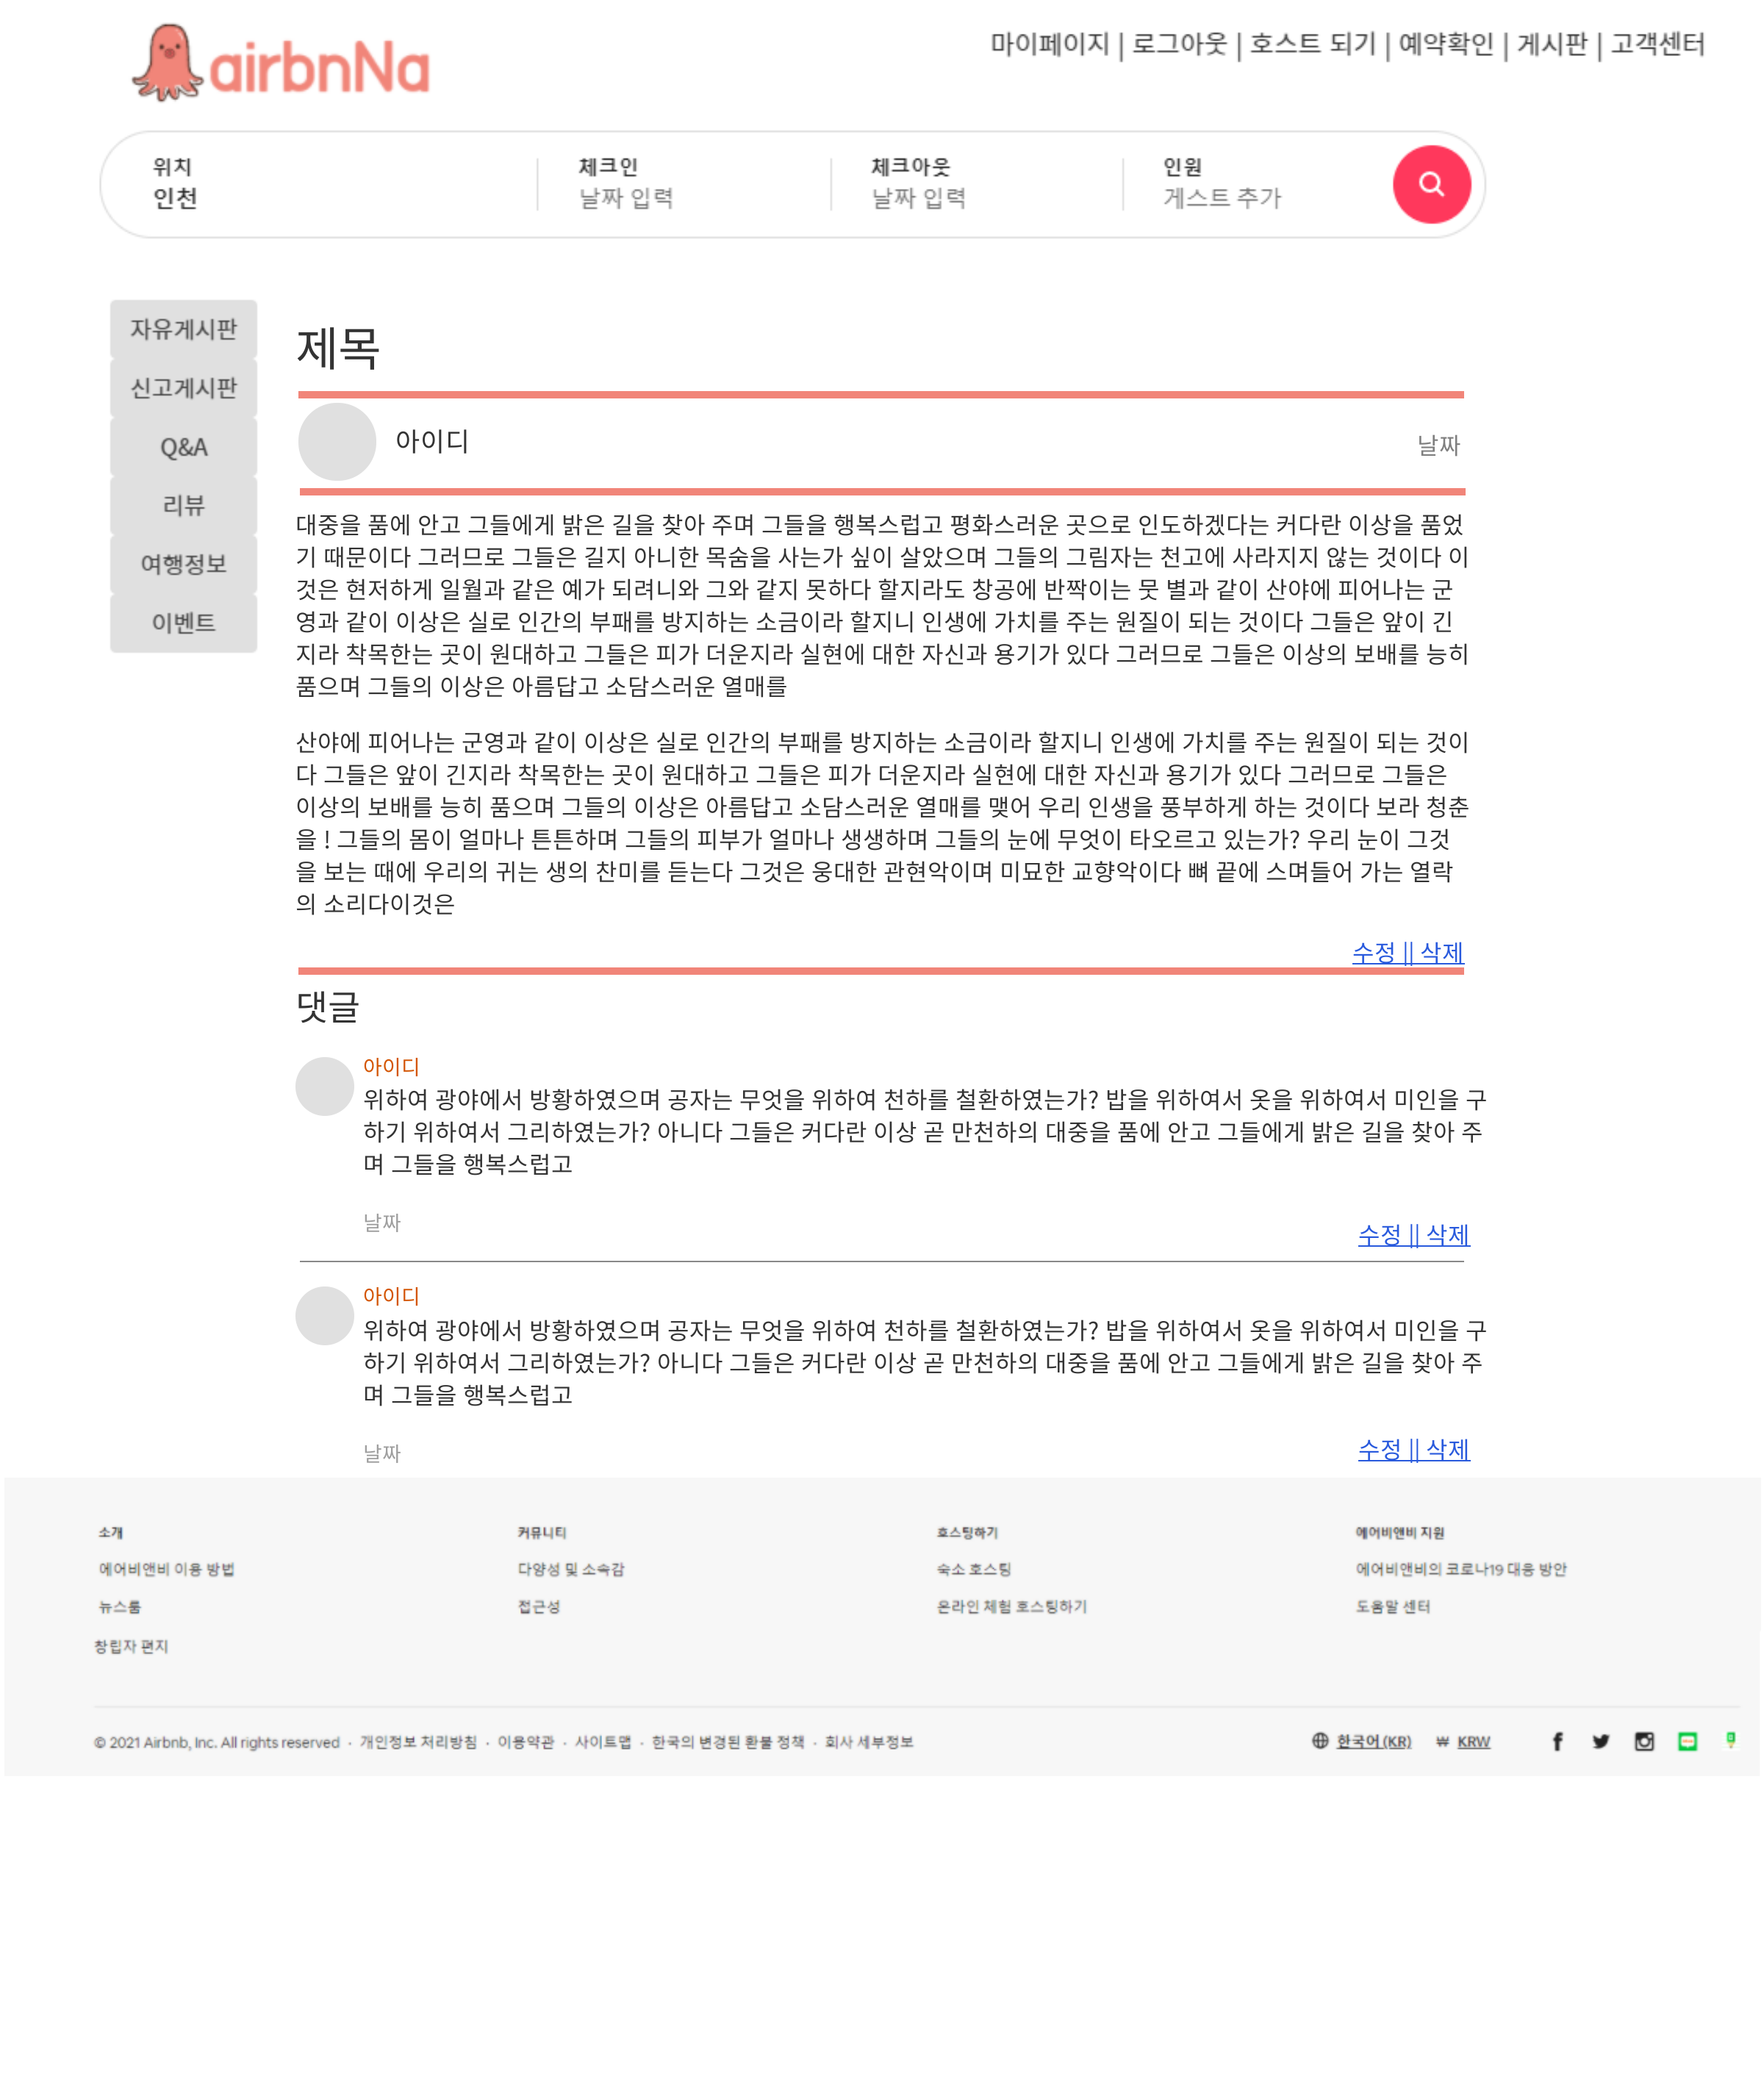 airbnNa
마이페이지 | 로그아웃 | 호스트 되기 | 예약확인 | 게시판 | 고객센터
위치
인천
체크인
날짜 입력
체크아웃
날짜 입력
인원
게스트 추가
자유게시판
신고게시판
Q&A
리뷰
여행정보
이벤트
제목
아이디
날짜
대중을 품에 안고 그들에게 밝은 길을 찾아 주며 그들을 행복스럽고 평화스러운 곳으로 인도하겠다는 커다란 이상을 품었
기 때문이다 그러므로 그들은 길지 아니한 목숨을 사는가 싶이 살았으며 그들의 그림자는 천고에 사라지지 않는 것이다 이
것은 현저하게 일월과 같은 예가 되려니와 그와 같지 못하다 할지라도 창공에 반짝이는 뭇 별과 같이 산야에 피어나는 군
영과 같이 이상은 실로 인간의 부패를 방지하는 소금이라 할지니 인생에 가치를 주는 원질이 되는 것이다 그들은 앞이 긴
지라 착목한는 곳이 원대하고 그들은 피가 더운지라 실현에 대한 자신과 용기가 있다 그러므로 그들은 이상의 보배를 능히
품으며 그들의 이상은 아름답고 소담스러운 열매를
산야에 피어나는 군영과 같이 이상은 실로 인간의 부패를 방지하는 소금이라 할지니 인생에 가치를 주는 원질이 되는 것이
다 그들은 앞이 긴지라 착목한는 곳이 원대하고 그들은 피가 더운지라 실현에 대한 자신과 용기가 있다 그러므로 그들은
이상의 보배를 능히 품으며 그들의 이상은 아름답고 소담스러운 열매를 맺어 우리 인생을 풍부하게 하는 것이다 보라 청춘
을 ! 그들의 몸이 얼마나 튼튼하며 그들의 피부가 얼마나 생생하며 그들의 눈에 무엇이 타오르고 있는가? 우리 눈이 그것
을 보는 때에 우리의 귀는 생의 찬미를 듣는다 그것은 웅대한 관현악이며 미묘한 교향악이다 뼈 끝에 스며들어 가는 열락
의 소리다이것은
수정 || 삭제
댓글
아이디
위하여 광야에서 방황하였으며 공자는 무엇을 위하여 천하를 철환하였는가? 밥을 위하여서 옷을 위하여서 미인을 구
하기 위하여서 그리하였는가? 아니다 그들은 커다란 이상 곧 만천하의 대중을 품에 안고 그들에게 밝은 길을 찾아 주
며 그들을 행복스럽고
날짜
수정 || 삭제
아이디
위하여 광야에서 방황하였으며 공자는 무엇을 위하여 천하를 철환하였는가? 밥을 위하여서 옷을 위하여서 미인을 구
하기 위하여서 그리하였는가? 아니다 그들은 커다란 이상 곧 만천하의 대중을 품에 안고 그들에게 밝은 길을 찾아 주
며 그들을 행복스럽고
날짜
수정 || 삭제
소개
에어비앤비 이용 방법
뉴스룸
창립자 편지
커뮤니티
다양성 및 소속감
접근성
호스팅하기
숙소 호스팅
온라인 체험 호스팅하기
에어비앤비 지원
에어비앤비의 코로나19 대응 방안
도움말 센터
© 2021 Airbnb, Inc. All rights reserved · 개인정보 처리방침 · 이용약관 · 사이트맵 · 한국의 변경된 환불 정책 · 회사 세부정보
한국어 (KR) ₩ KRW